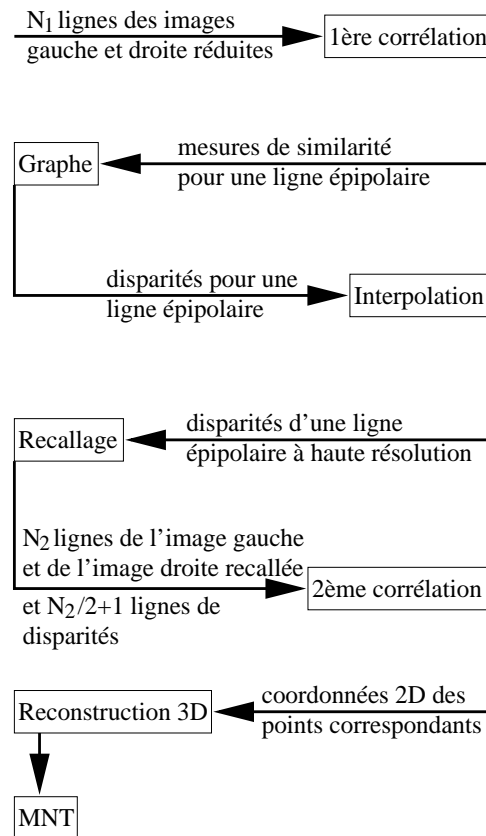 N1 lignes des images
gauche et droite réduites
1ère corrélation
mesures de similarité
Graphe
pour une ligne épipolaire
disparités pour une
ligne épipolaire
Interpolation
disparités d'une ligne
Recallage
épipolaire à haute résolution
N2 lignes de l'image gauche
et de l'image droite recallée
2ème corrélation
et N2/2+1 lignes de
disparités
coordonnées 2D des
Reconstruction 3D
points correspondants
MNT